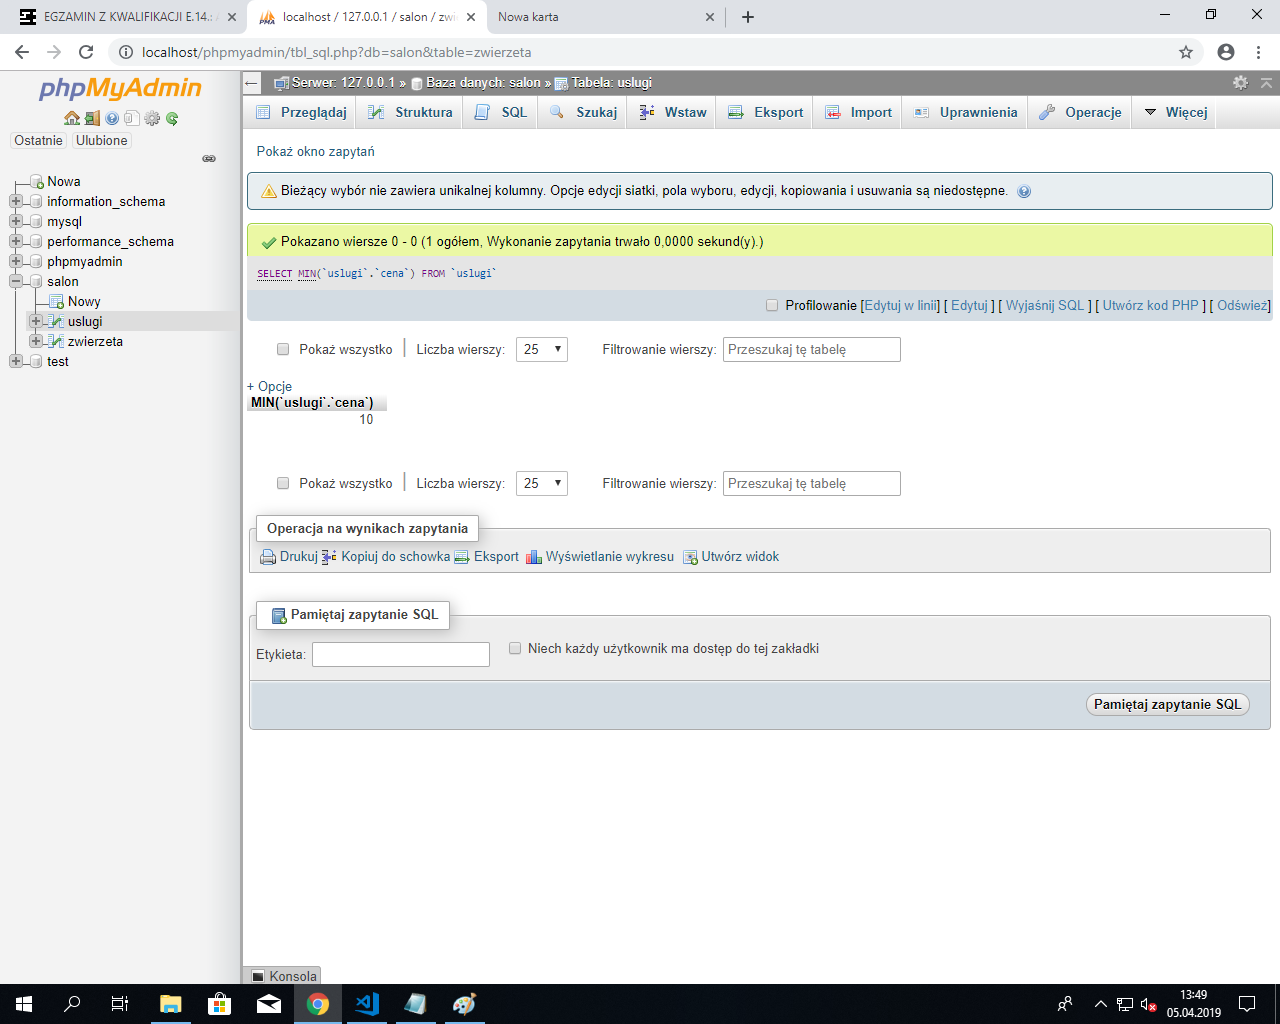 EGZAMIN Z KWALIFIKACJI E.14.:
localhost / 127.0.0.1 / salon / zwie
Nowa karta
localhost/phpmyadmin/tbl_sql.php?db=salon&table=zwierzeta
phpMyAdmin
Ostatnie Ulubione
Nowa
information_schema
mysql
performance_schema
phpmyadmin
salon
Nowy
uslugi
zwierzeta
test
Serwer: 127.0.0.1 » Baza danych: salon » Tabela: uslugi
Przeglądaj Struktura SQL Szukaj Wstaw Eksport Import Uprawnienia Operacje Więcej
Pokaż okno zapytań
Bieżący wybór nie zawiera unikalnej kolumny. Opcje edycji siatki, pola wyboru, edycji, kopiowania i usuwania są niedostępne.
Pokazano wiersze 0 - 0 (1 ogółem, Wykonanie zapytania trwało 0,0000 sekund(y).)
SELECT MIN(`uslugi`.`cena`) FROM `uslugi`
Profilowanie [Edytuj w linii] [ Edytuj ] [ Wyjaśnij SQL ] [ Utwórz kod PHP ] [ Odśwież]
Pokaż wszystko Liczba wierszy: 25 Filtrowanie wierszy: Przeszukaj tę tabelę
+ Opcje
MIN(`uslugi`.`cena`)
10
Pokaż wszystko Liczba wierszy: 25 Filtrowanie wierszy: Przeszukaj tę tabelę
Operacja na wynikach zapytania
Drukuj Kopiuj do schowka Eksport Wyświetlanie wykresu Utwórz widok
Pamiętaj zapytanie SQL
Etykieta: Niech każdy użytkownik ma dostęp do tej zakładki
Pamiętaj zapytanie SQL
Konsola
13:49
05.04.2019